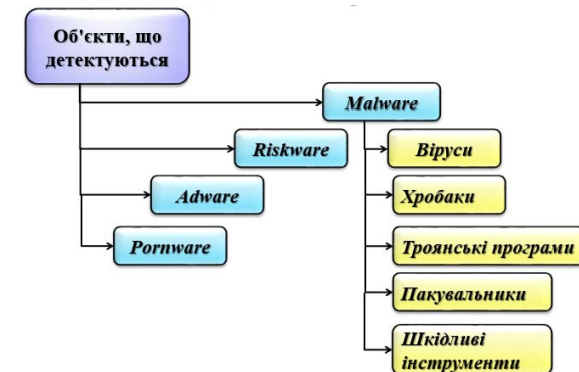 Об'єкти, що
детектуються
Malware
Riskware
Adware
Pornware
Віруси
Хробаки
Троянські програми
Пакувальники
Шкідливі
інструменти